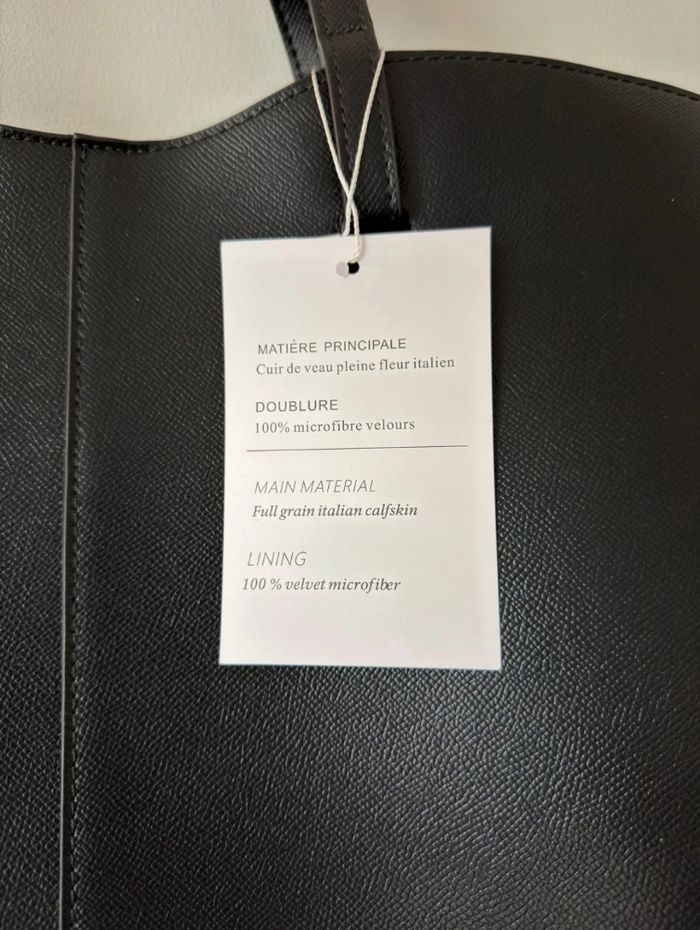 MATIÈRE PRINCIPALE
Cuir de veau pleine fleur italien
DOUBLURE
100% microfibre velours
MAIN MATERIAL
Full grain italian calfskin
LINING
100 % velvet microfiber